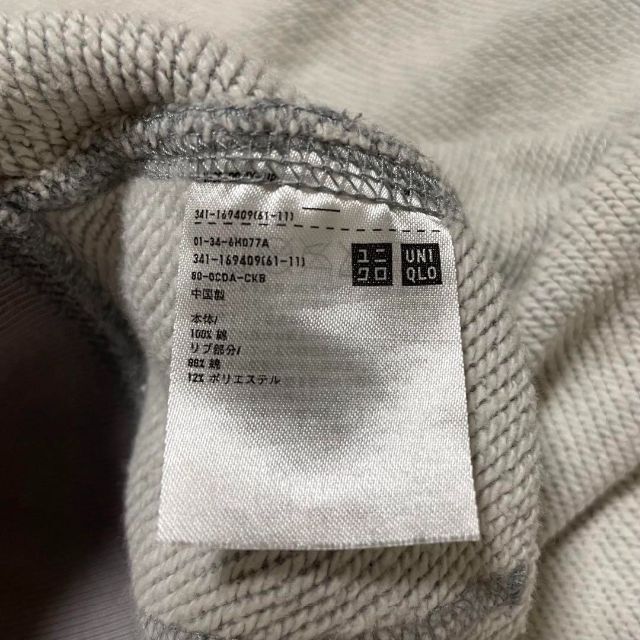 341-169409(61-11)
01-34-6H077A
341-169409(61-11)
80-0CDA-CKB
中国製
本体/
100% 綿
リブ部分/
88% 綿
12% ポリエステル
ユニ
クロ
UNI
QLO